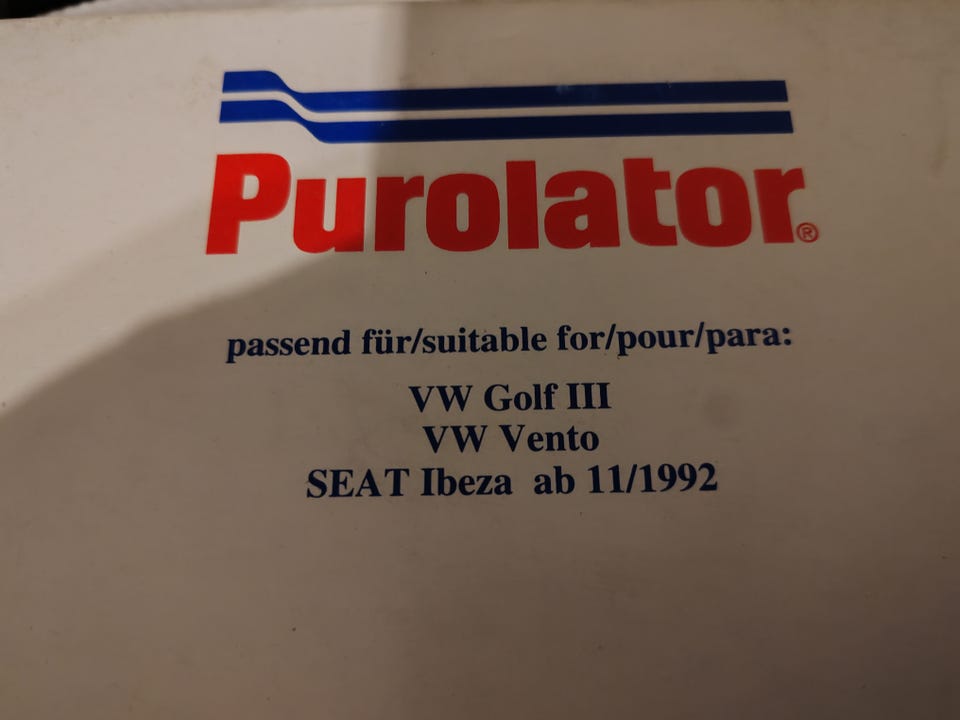 Purolator®
passend für/suitable for/pour/para:
VW Golf III
VW Vento
SEAT Ibeza ab 11/1992